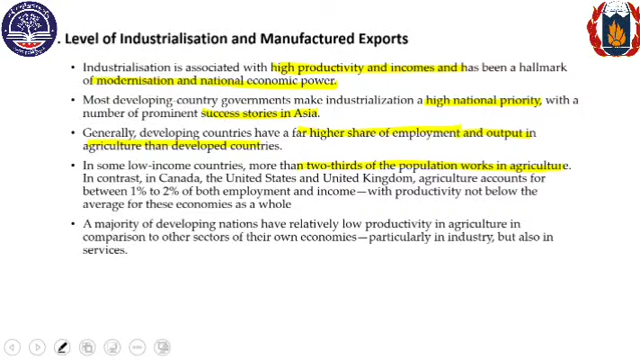 . Level of Industrialisation and Manufactured Exports
• Industrialisation is associated with high productivity and incomes and has been a hallmark
of modernisation and national economic power.
• Most developing-country governments make industrialization a high national priority, with a
number of prominent success stories in Asia.
• Generally, developing countries have a far higher share of employment and output in
agriculture than developed countries.
• In some low-income countries, more than two-thirds of the population works in agriculture.
In contrast, in Canada, the United States and United Kingdom, agriculture accounts for
between 1% to 2% of both employment and income—with productivity not below the
average for these economies as a whole
• A majority of developing nations have relatively low productivity in agriculture in
comparison to other sectors of their own economies—particularly in industry, but also in
services.